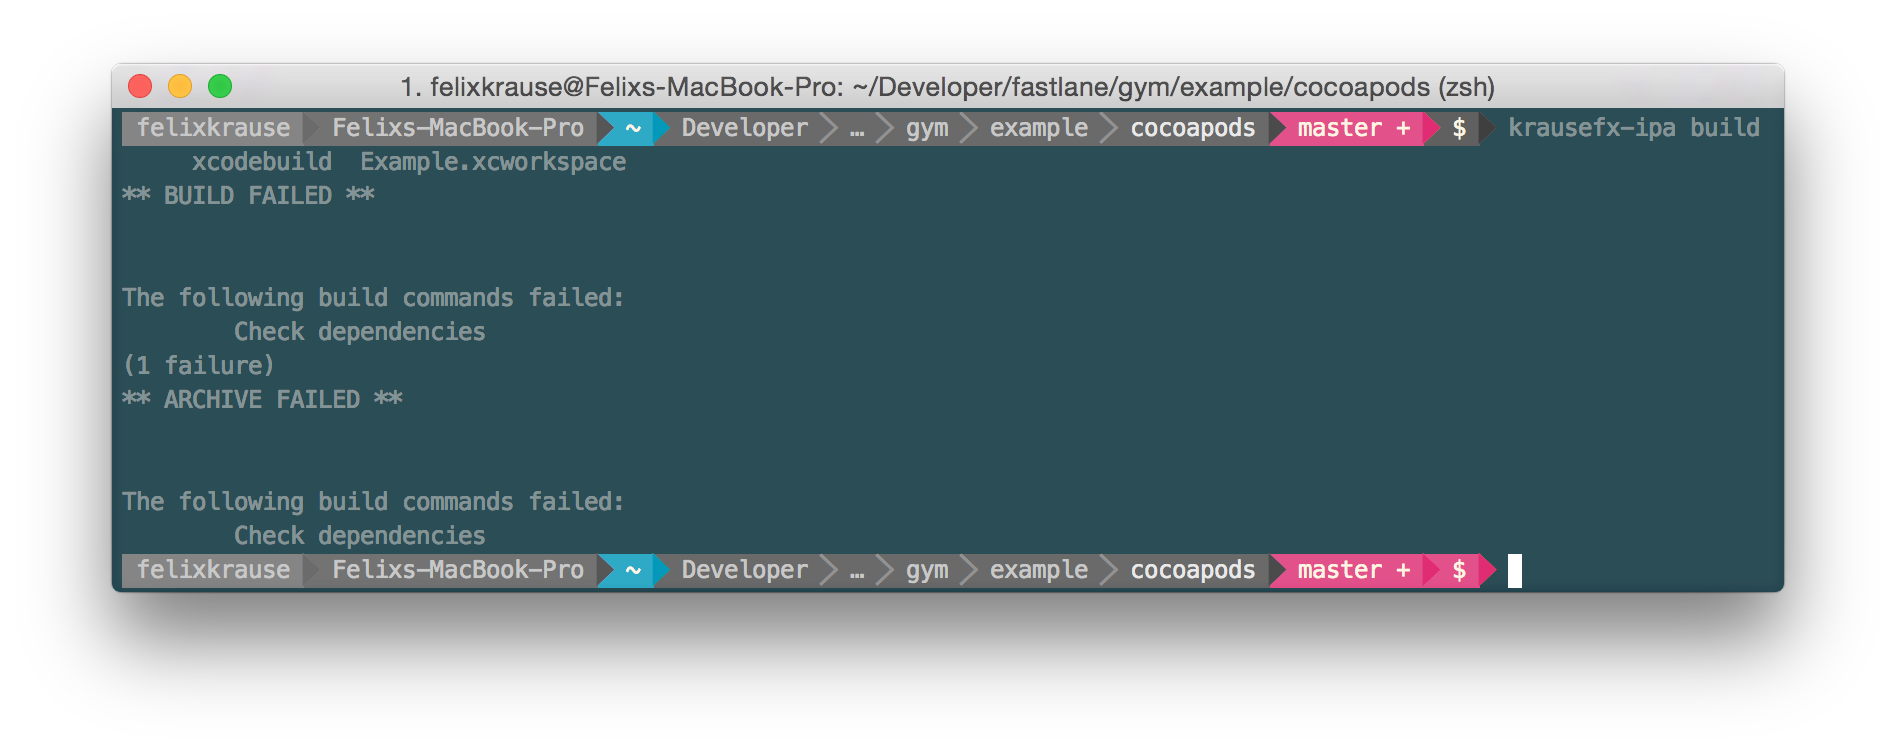 1. felixkrause@Felixs-MacBook-Pro: ~/Developer/fastlane/gym/example/cocoapods (zsh)
felixkrause Felixs-MacBook-Pro ~ Developer … gym example cocoapods master + $ krausefx-ipa build
xcodebuild Example.xcworkspace
** BUILD FAILED **
The following build commands failed:
Check dependencies
(1 failure)
** ARCHIVE FAILED **
The following build commands failed:
Check dependencies
felixkrause Felixs-MacBook-Pro ~ Developer … gym example cocoapods master + $